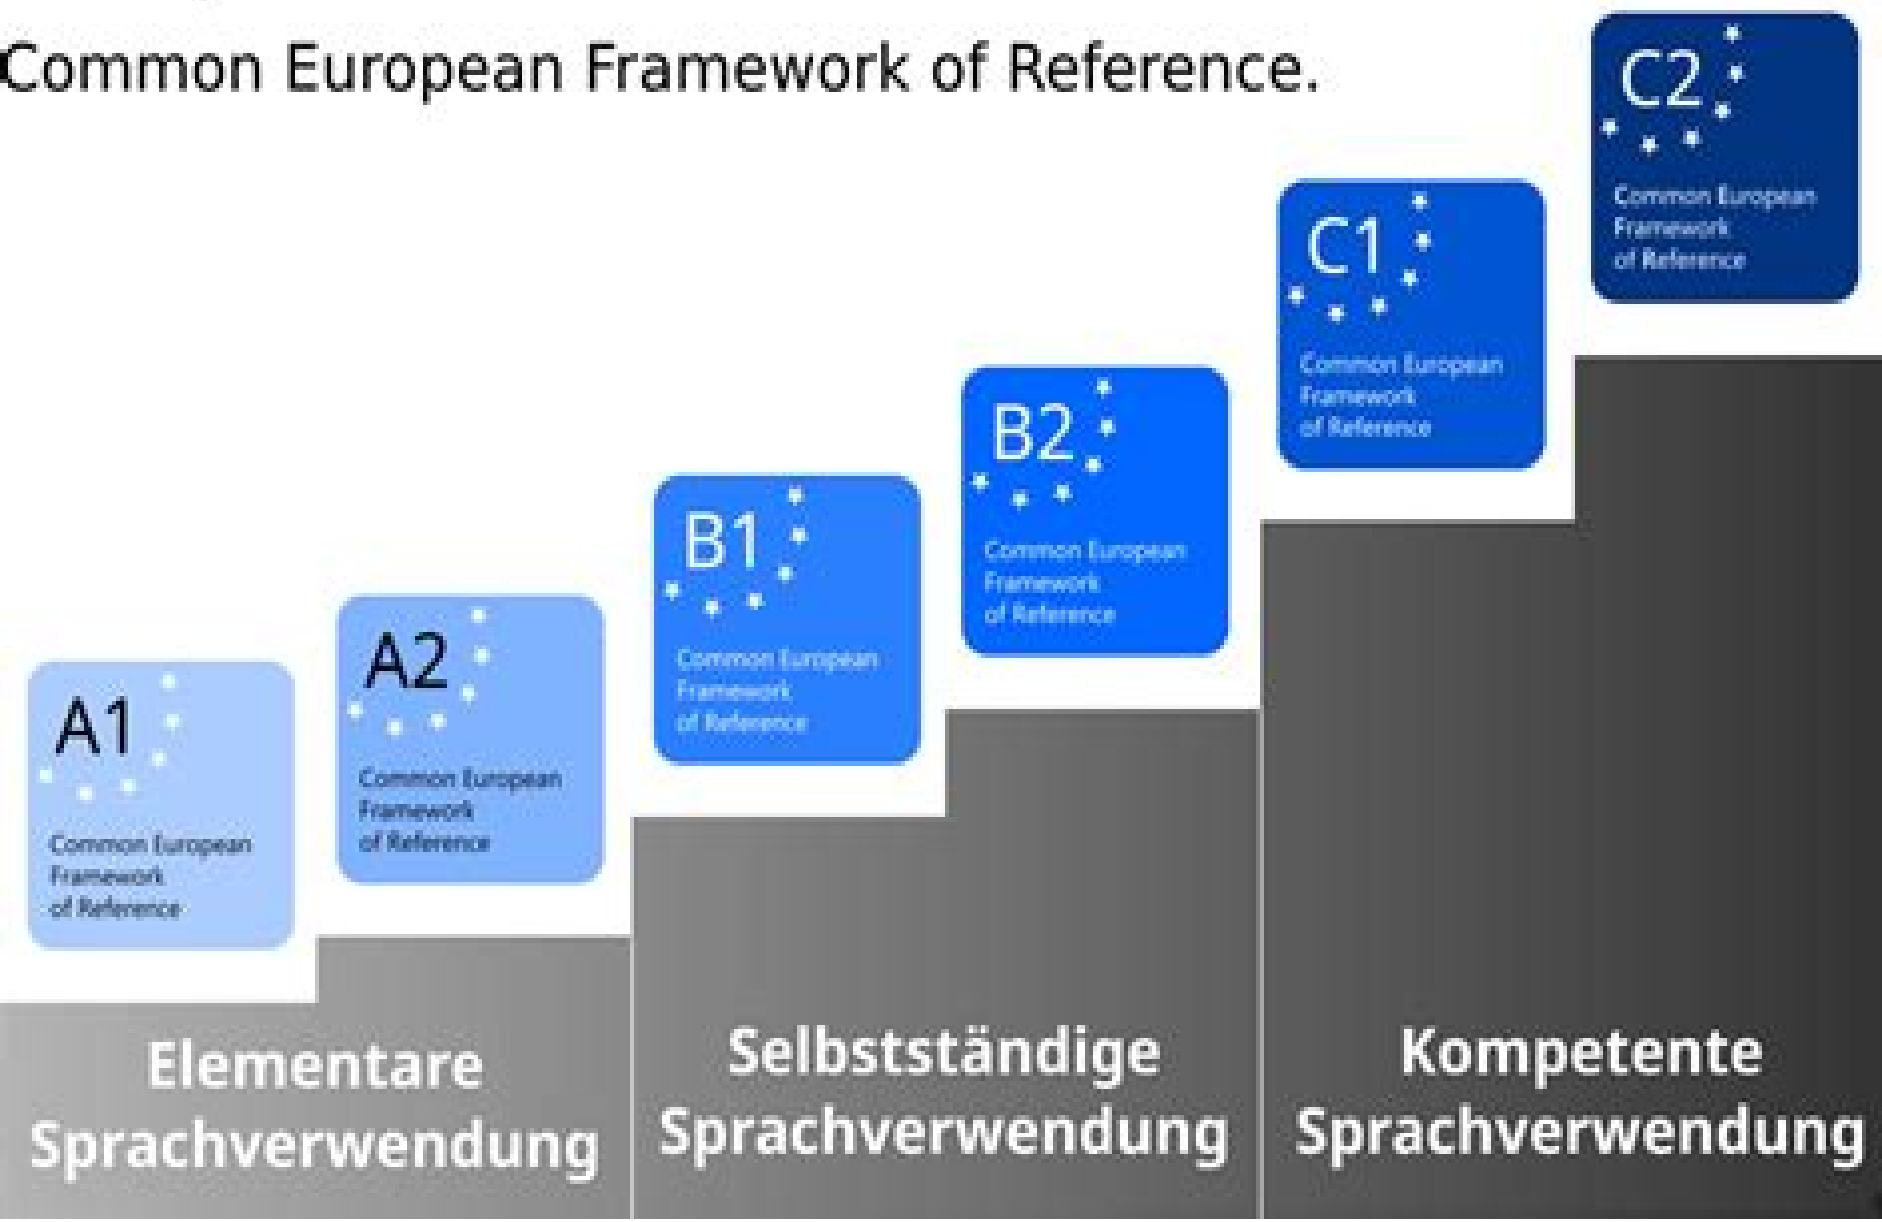 Common European Framework of Reference.
C2
Common European
Framework
of Reference
C1
Common European
Framework
of Reference
B2
Common European
Framework
of Reference
B1
Common European
Framework
of Reference
A2
Common European
Framework
of Reference
A1
Common European
Framework
of Reference
Elementare
Sprachverwendung
Selbstständige
Sprachverwendung
Kompetente
Sprachverwendung